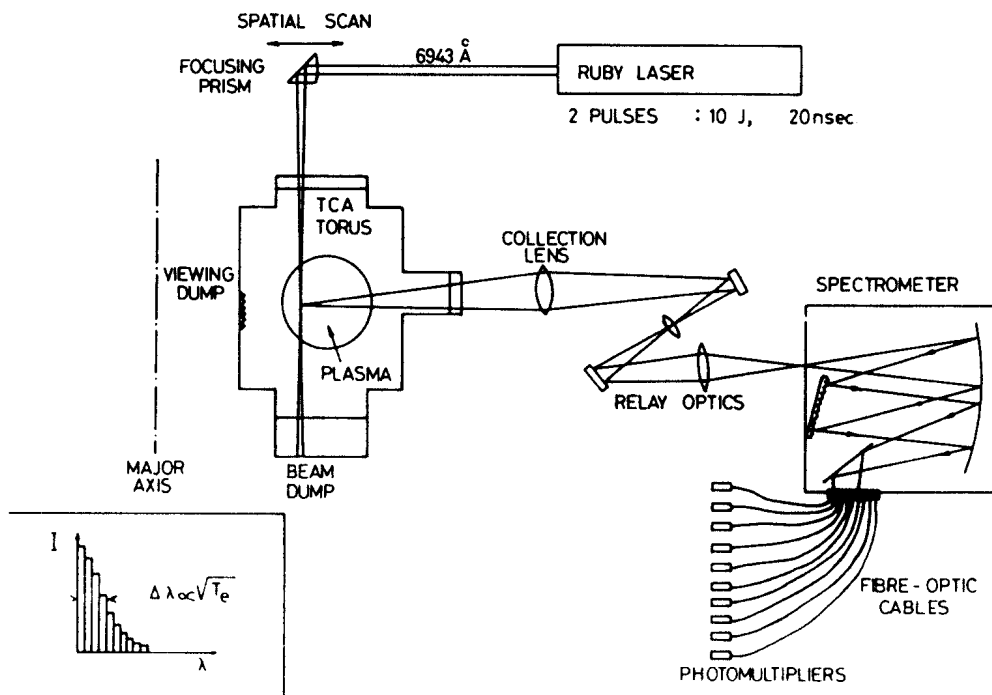 SPATIAL SCAN
FOCUSING
PRISM
6943 Å
RUBY LASER
2 PULSES : 10 J, 20nsec
TCA
TORUS
COLLECTION
LENS
VIEWING
DUMP
SPECTROMETER
PLASMA
RELAY OPTICS
MAJOR
AXIS
BEAM
DUMP
I
Δλ∝√Te
λ
FIBRE-OPTIC
CABLES
PHOTOMULTIPLIERS